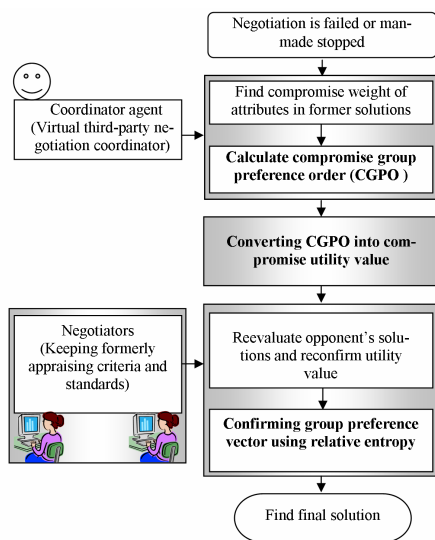 Negotiation is failed or man-
made stopped
Find compromise weight of
attributes in former solutions
Coordinator agent
(Virtual third-party ne-
gotiation coordinator)
Calculate compromise group
preference order (CGPO )
Converting CGPO into com-
promise utility value
Negotiators
(Keeping formerly
appraising criteria and
standards)
Reevaluate opponent's solu-
tions and reconfirm utility
value
Confirming group preference
vector using relative entropy
Find final solution